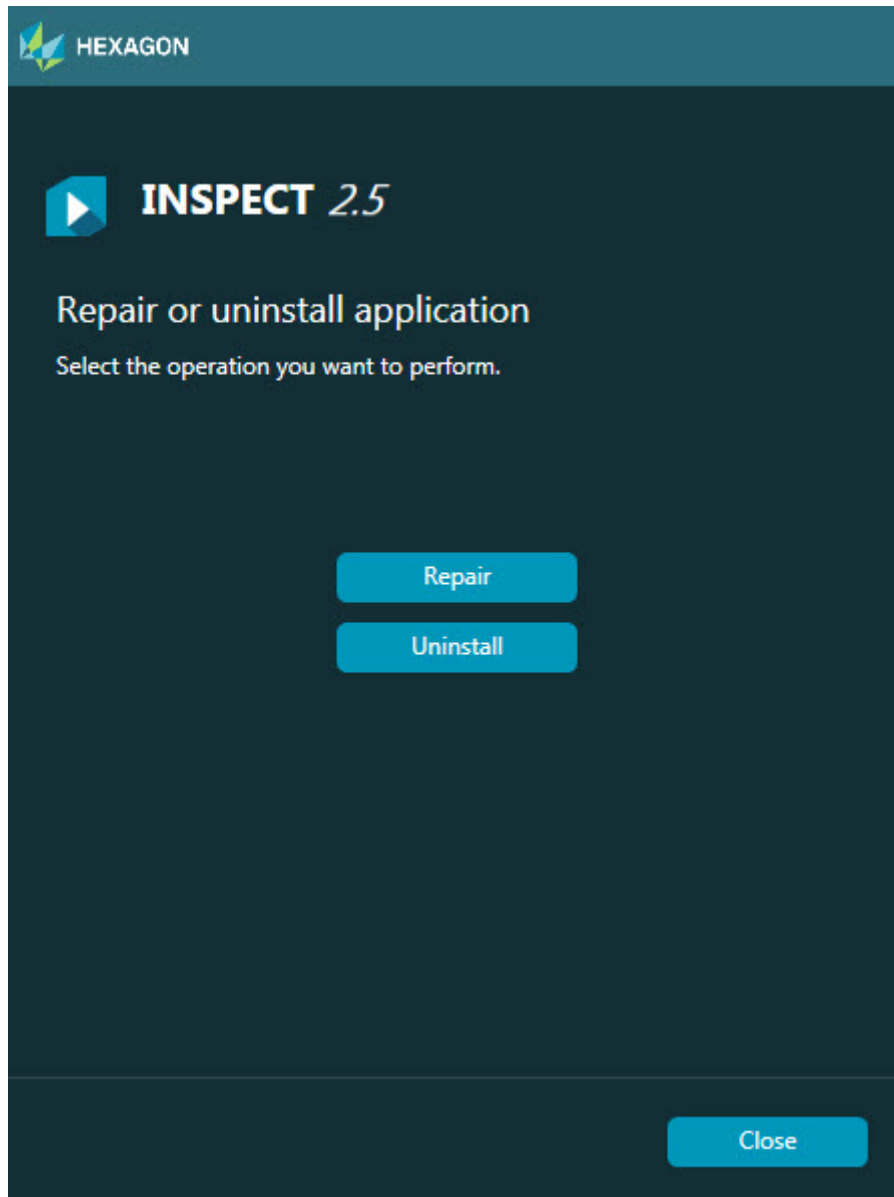 HEXAGON
INSPECT 2.5
Repair or uninstall application
Select the operation you want to perform.
Repair
Uninstall
Close